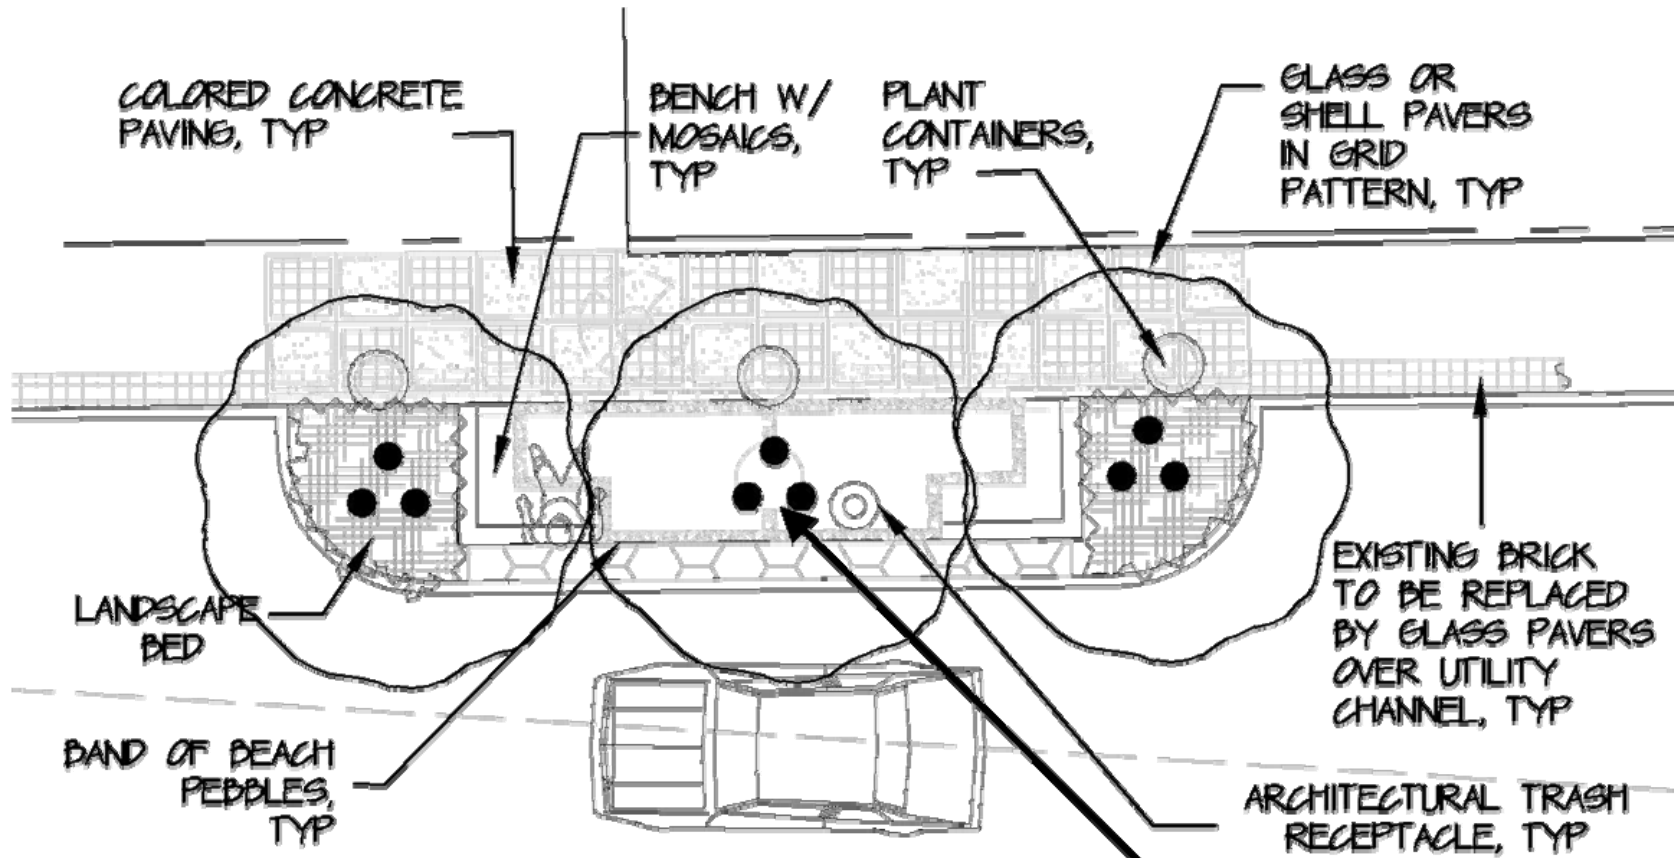 COLORED CONCRETE
PAVING, TYP
BENCH W/
MOSAICS,
TYP
PLANT
CONTAINERS,
TYP
GLASS OR
SHELL PAVERS
IN GRID
PATTERN, TYP
LANDSCAPE
BED
EXISTING BRICK
TO BE REPLACED
BY GLASS PAVERS
OVER UTILITY
CHANNEL, TYP
BAND OF BEACH
PEBBLES,
TYP
ARCHITECTURAL TRASH
RECEPTACLE, TYP